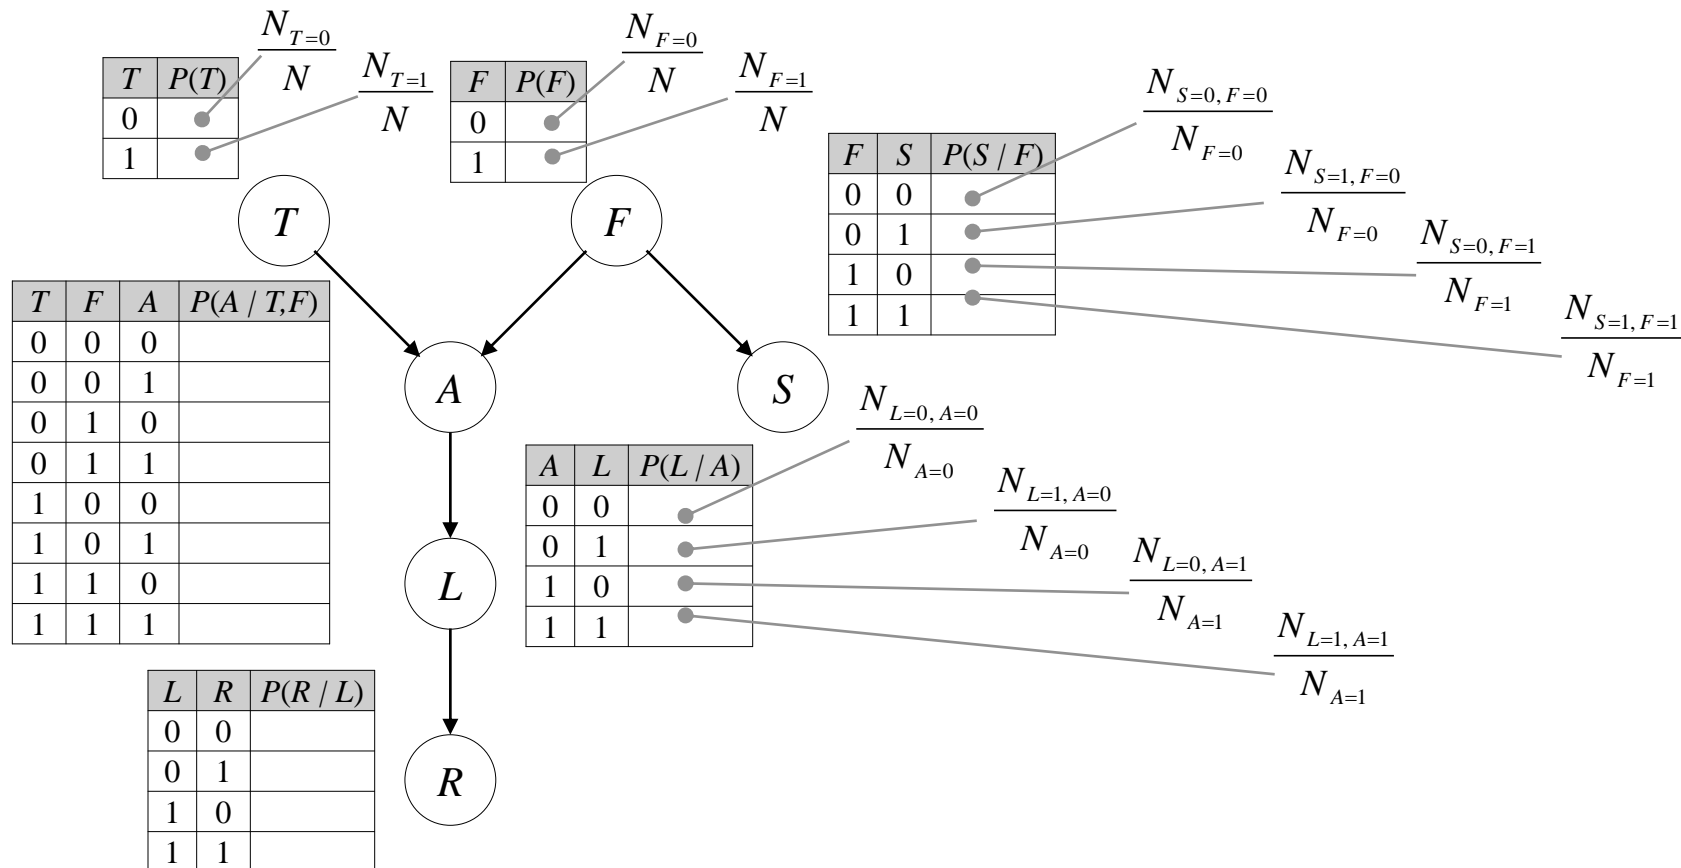 T P(T)
0
1
N_{T=0}
N
N_{T=1}
N
F P(F)
0
1
N_{F=0}
N
N_{F=1}
N
F S P(S / F)
0 0
0 1
1 0
1 1
N_{S=0, F=0}
N_{F=0}
N_{S=1, F=0}
N_{F=0}
N_{S=0, F=1}
N_{F=1}
N_{S=1, F=1}
N_{F=1}
T
F
T F A P(A / T,F)
0 0 0
0 0 1
0 1 0
0 1 1
1 0 0
1 0 1
1 1 0
1 1 1
A
S
A L P(L / A)
0 0
0 1
1 0
1 1
N_{L=0, A=0}
N_{A=0}
N_{L=1, A=0}
N_{A=0}
N_{L=0, A=1}
N_{A=1}
N_{L=1, A=1}
N_{A=1}
L
L R P(R / L)
0 0
0 1
1 0
1 1
R